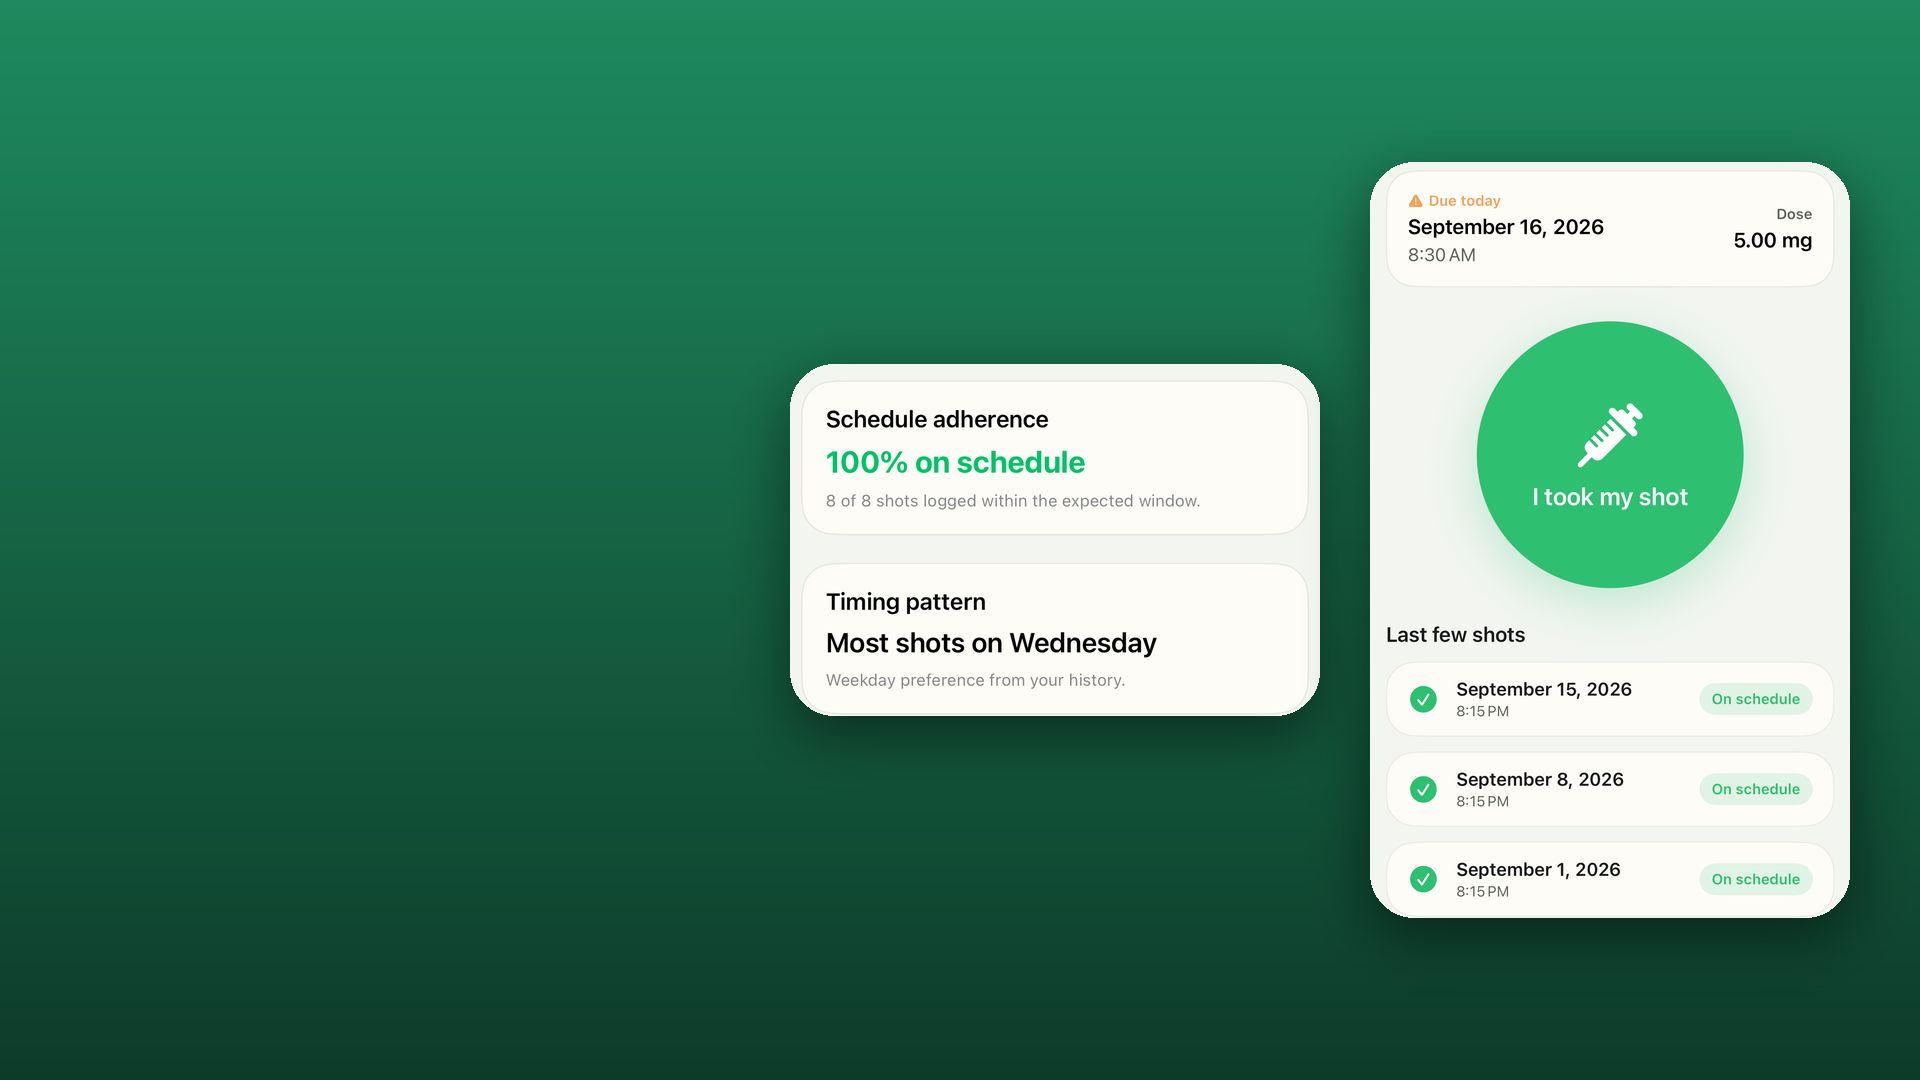 Schedule adherence
100% on schedule
8 of 8 shots logged within the expected window.
Timing pattern
Most shots on Wednesday
Weekday preference from your history.
Due today
September 16, 2026
8:30 AM
Dose
5.00 mg
I took my shot
Last few shots
September 15, 2026
8:15 PM
On schedule
September 8, 2026
8:15 PM
On schedule
September 1, 2026
8:15 PM
On schedule